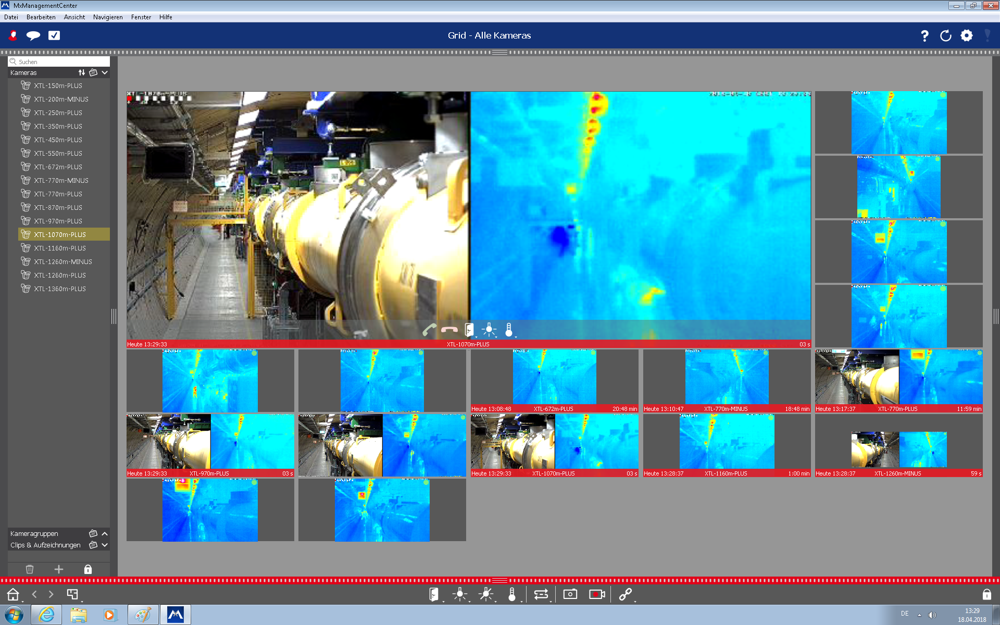 MxManagementCenter
Datei Bearbeiten Ansicht Navigieren Fenster Hilfe
Grid - Alle Kameras
Suchen
Kameras
XTL-150m-PLUS
XTL-200m-MINUS
XTL-250m-PLUS
XTL-350m-PLUS
XTL-450m-PLUS
XTL-550m-PLUS
XTL-672m-PLUS
XTL-770m-MINUS
XTL-770m-PLUS
XTL-870m-PLUS
XTL-970m-PLUS
XTL-1070m-PLUS
XTL-1160m-PLUS
XTL-1260m-MINUS
XTL-1260m-PLUS
XTL-1360m-PLUS
Kameragruppen
Clips & Aufzeichnungen
Heute 13:29:33 XTL-1070m-PLUS 03 s
Heute 13:08:48 XTL-672m-PLUS 20:48 min
Heute 13:10:47 XTL-770m-MINUS 18:48 min
Heute 13:17:37 XTL-770m-PLUS 11:59 min
Heute 13:29:33 XTL-970m-PLUS 03 s
Heute 13:29:33 XTL-1070m-PLUS 03 s
Heute 13:28:37 XTL-1160m-PLUS 1:00 min
Heute 13:28:37 XTL-1260m-MINUS 59 s
DE
13:29
18.04.2018